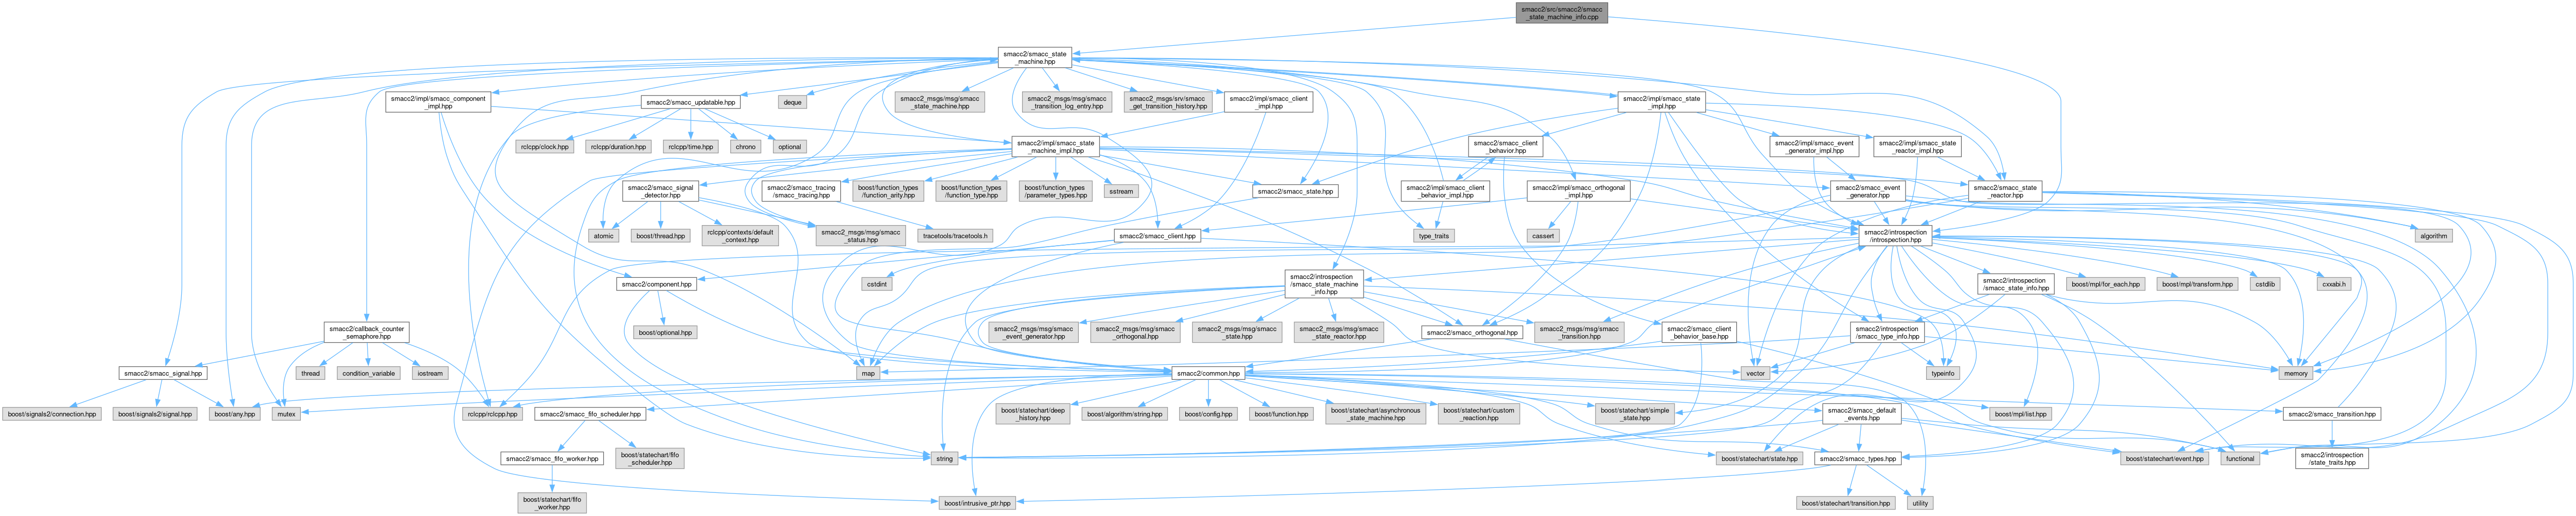 smacc2/src/smacc2/smacc
_state_machine_info.cpp
smacc2/smacc_state
_machine.hpp
smacc2/impl/smacc_component
_impl.hpp
smacc2/smacc_updatable.hpp
deque
smacc2_msgs/msg/smacc
_state_machine.hpp
smacc2_msgs/msg/smacc
_transition_log_entry.hpp
smacc2_msgs/srv/smacc
_get_transition_history.hpp
smacc2/impl/smacc_client
_impl.hpp
smacc2/impl/smacc_state
_impl.hpp
rclcpp/clock.hpp
rclcpp/duration.hpp
rclcpp/time.hpp
chrono
optional
smacc2/impl/smacc_state
_machine_impl.hpp
smacc2/smacc_client
_behavior.hpp
smacc2/impl/smacc_event
_generator_impl.hpp
smacc2/impl/smacc_state
_reactor_impl.hpp
smacc2/smacc_signal
_detector.hpp
smacc2/smacc_tracing
/smacc_tracing.hpp
boost/function_types
/function_arity.hpp
boost/function_types
/function_type.hpp
boost/function_types
/parameter_types.hpp
sstream
smacc2/smacc_state.hpp
smacc2/impl/smacc_client
_behavior_impl.hpp
smacc2/impl/smacc_orthogonal
_impl.hpp
smacc2/smacc_event
_generator.hpp
smacc2/smacc_state
_reactor.hpp
atomic
boost/thread.hpp
rclcpp/contexts/default
_context.hpp
smacc2_msgs/msg/smacc
_status.hpp
tracetools/tracetools.h
smacc2/smacc_client.hpp
type_traits
cassert
smacc2/introspection
/introspection.hpp
algorithm
smacc2/component.hpp
cstdint
smacc2/introspection
/smacc_state_machine
_info.hpp
smacc2/introspection
/smacc_state_info.hpp
boost/mpl/for_each.hpp
boost/mpl/transform.hpp
cstdlib
cxxabi.h
smacc2/callback_counter
_semaphore.hpp
boost/optional.hpp
smacc2_msgs/msg/smacc
_event_generator.hpp
smacc2_msgs/msg/smacc
_orthogonal.hpp
smacc2_msgs/msg/smacc
_state.hpp
smacc2_msgs/msg/smacc
_state_reactor.hpp
smacc2/smacc_orthogonal.hpp
smacc2_msgs/msg/smacc
_transition.hpp
smacc2/smacc_client
_behavior_base.hpp
smacc2/introspection
/smacc_type_info.hpp
smacc2/smacc_signal.hpp
thread
condition_variable
iostream
map
smacc2/common.hpp
vector
typeinfo
memory
boost/signals2/connection.hpp
boost/signals2/signal.hpp
boost/any.hpp
mutex
rclcpp/rclcpp.hpp
smacc2/smacc_fifo_scheduler.hpp
boost/statechart/deep
_history.hpp
boost/algorithm/string.hpp
boost/config.hpp
boost/function.hpp
boost/statechart/asynchronous
_state_machine.hpp
boost/statechart/custom
_reaction.hpp
boost/statechart/simple
_state.hpp
smacc2/smacc_default
_events.hpp
boost/mpl/list.hpp
smacc2/smacc_transition.hpp
smacc2/smacc_fifo_worker.hpp
boost/statechart/fifo
_scheduler.hpp
string
boost/statechart/state.hpp
smacc2/smacc_types.hpp
boost/statechart/event.hpp
functional
smacc2/introspection
/state_traits.hpp
boost/statechart/fifo
_worker.hpp
boost/intrusive_ptr.hpp
boost/statechart/transition.hpp
utility